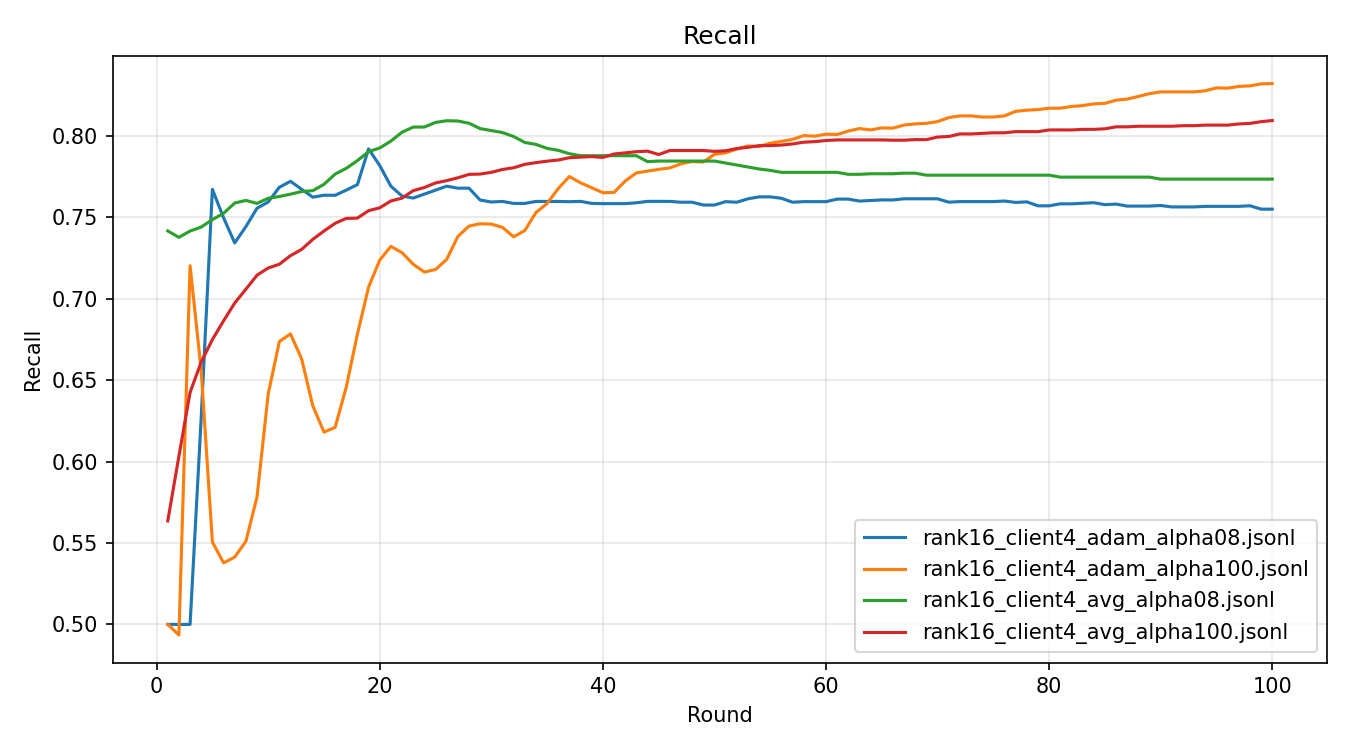 Recall
Recall
0.80
0.75
0.70
0.65
0.60
0.55
0.50
0
20
40
60
80
100
Round
rank16_client4_adam_alpha08.jsonl
rank16_client4_adam_alpha100.jsonl
rank16_client4_avg_alpha08.jsonl
rank16_client4_avg_alpha100.jsonl